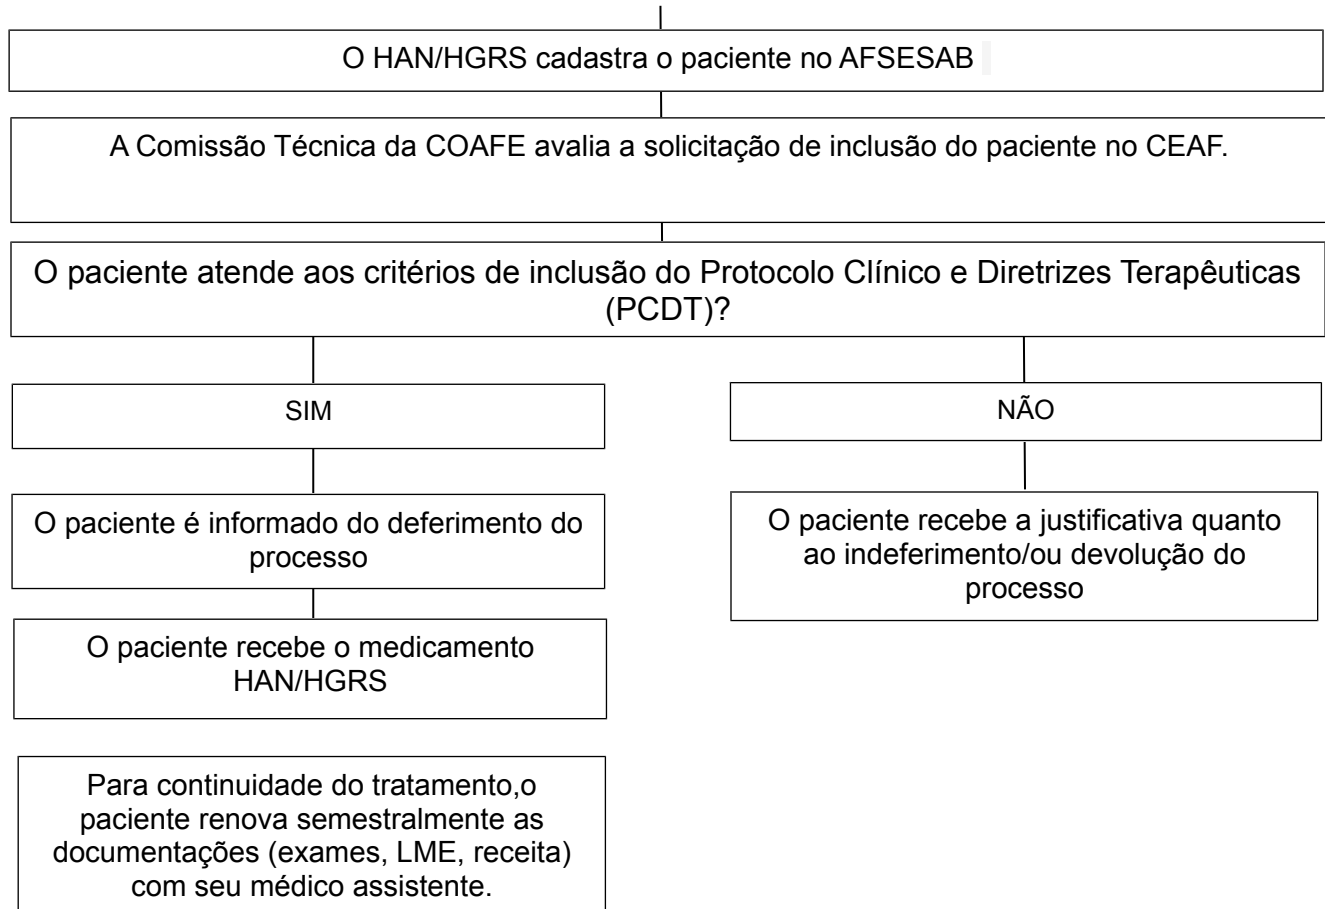 O HAN/HGRS cadastra o paciente no AFSESAB
A Comissão Técnica da COAFE avalia a solicitação de inclusão do paciente no CEAF.
O paciente atende aos critérios de inclusão do Protocolo Clínico e Diretrizes Terapêuticas
(PCDT)?
SIM
NÃO
O paciente é informado do deferimento do
processo
O paciente recebe a justificativa quanto
ao indeferimento/ou devolução do
processo
O paciente recebe o medicamento
HAN/HGRS
Para continuidade do tratamento,o
paciente renova semestralmente as
documentações (exames, LME, receita)
com seu médico assistente.